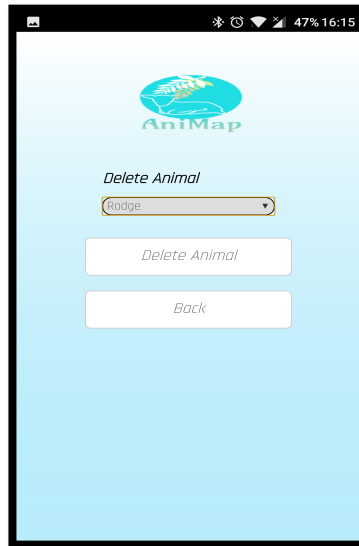 47% 16:15
AniMap
Delete Animal
Rodge
Delete Animal
Back